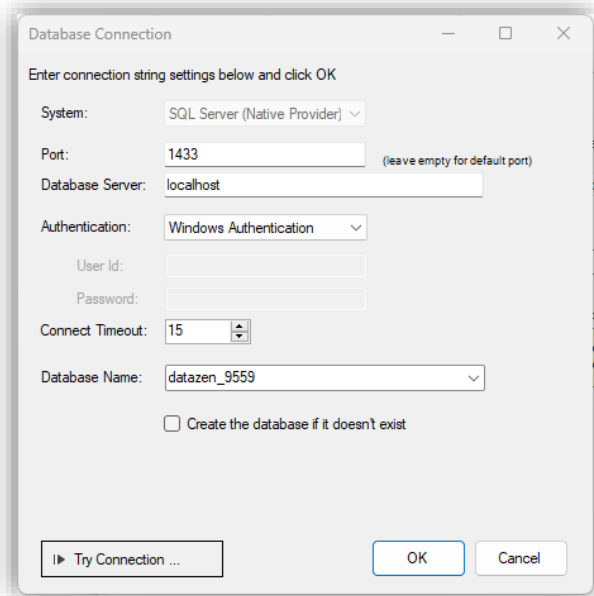 Database Connection
Enter connection string settings below and click OK
System: SQL Server (Native Provider)
Port: 1433 (leave empty for default port)
Database Server: localhost
Authentication: Windows Authentication
User Id:
Password:
Connect Timeout: 15
Database Name: datazen_9559
Create the database if it doesn't exist
Try Connection ... OK Cancel